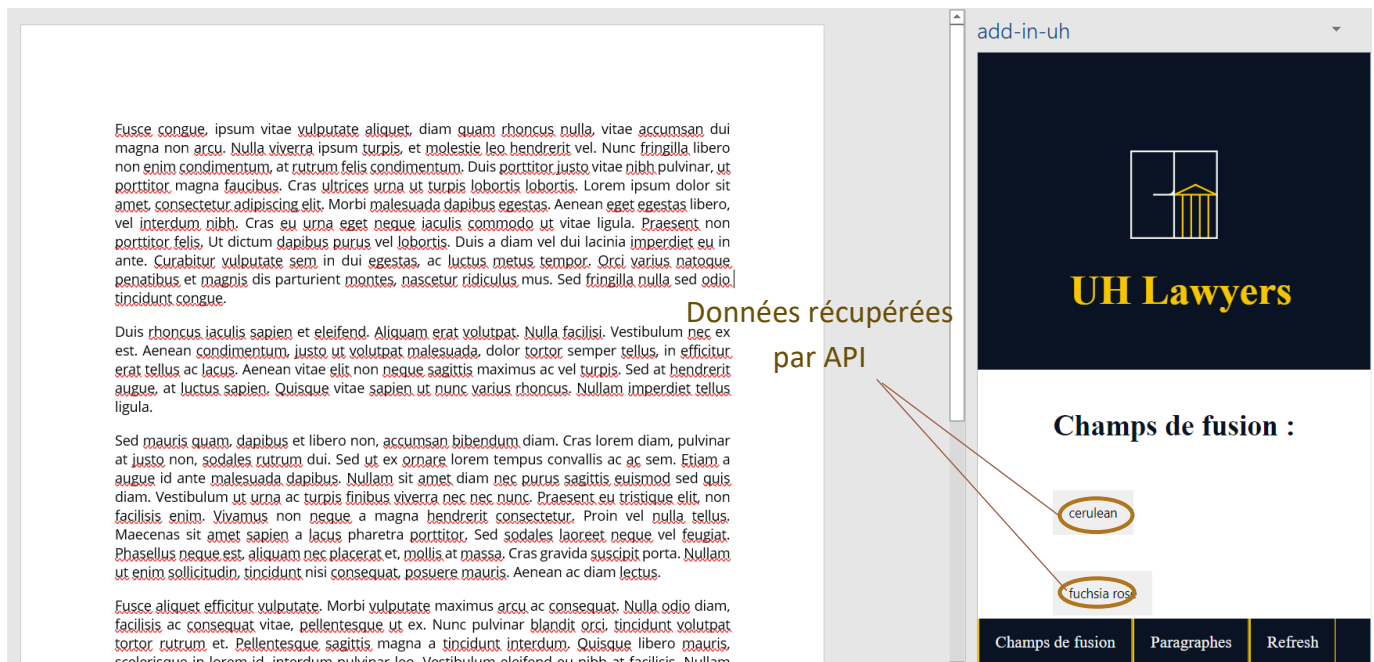 Fusce congue, ipsum vitae vulputate aliquet, diam quam rhoncus nulla, vitae accumsan dui
magna non arcu. Nulla viverra ipsum turpis, et molestie leo hendrerit vel. Nunc fringilla libero
non enim condimentum, at rutrum felis condimentum. Duis porttitor justo vitae nibh pulvinar, ut
porttitor magna faucibus. Cras ultrices urna ut turpis lobortis lobortis. Lorem ipsum dolor sit
amet, consectetur adipiscing elit. Morbi malesuada dapibus egestas. Aenean eget egestas libero,
vel interdum nibh. Cras eu urna eget neque iaculis commodo ut vitae ligula. Praesent non
porttitor felis. Ut dictum dapibus purus vel lobortis. Duis a diam vel dui lacinia imperdiet eu in
ante. Curabitur vulputate sem in dui egestas, ac luctus metus tempor. Orci varius natoque
penatibus et magnis dis parturient montes, nascetur ridiculus mus. Sed fringilla nulla sed odio
tincidunt congue.
Duis rhoncus iaculis sapien et eleifend. Aliquam erat volutpat. Nulla facilisi. Vestibulum nec ex
est. Aenean condimentum, justo ut volutpat malesuada, dolor tortor semper tellus, in efficitur
erat tellus ac lacus. Aenean vitae elit non neque sagittis maximus ac vel turpis. Sed at hendrerit
augue, at luctus sapien. Quisque vitae sapien ut nunc varius rhoncus. Nullam imperdiet tellus
ligula.
Sed mauris quam, dapibus et libero non, accumsan bibendum diam. Cras lorem diam, pulvinar
at justo non, sodales rutrum dui. Sed ut ex ornare lorem tempus convallis ac ac sem. Etiam a
augue id ante malesuada dapibus. Nullam sit amet diam nec purus sagittis euismod sed quis
diam. Vestibulum ut urna ac turpis finibus viverra nec nec nunc. Praesent eu tristique elit, non
facilisis enim. Vivamus non neque a magna hendrerit consectetur. Proin vel nulla tellus.
Maecenas sit amet sapien a lacus pharetra porttitor. Sed sodales laoreet neque vel feugiat.
Phasellus neque est, aliquam nec placerat et, mollis at massa. Cras gravida suscipit porta. Nullam
ut enim sollicitudin, tincidunt nisi consequat, posuere mauris. Aenean ac diam lectus.
Fusce aliquet efficitur vulputate. Morbi vulputate maximus arcu ac consequat. Nulla odio diam,
facilisis ac consequat vitae, pellentesque ut ex. Nunc pulvinar blandit orci, tincidunt volutpat
tortor rutrum et. Pellentesque sagittis magna a tincidunt interdum. Quisque libero mauris,
scelerisque in lorem id, interdum pulvinar leo. Vestibulum eleifend eu nibh at facilisis. Nullam
Données récupérées
par API
add-in-uh
UH Lawyers
Champs de fusion :
cerulean
fuchsia rose
Champs de fusion
Paragraphes
Refresh